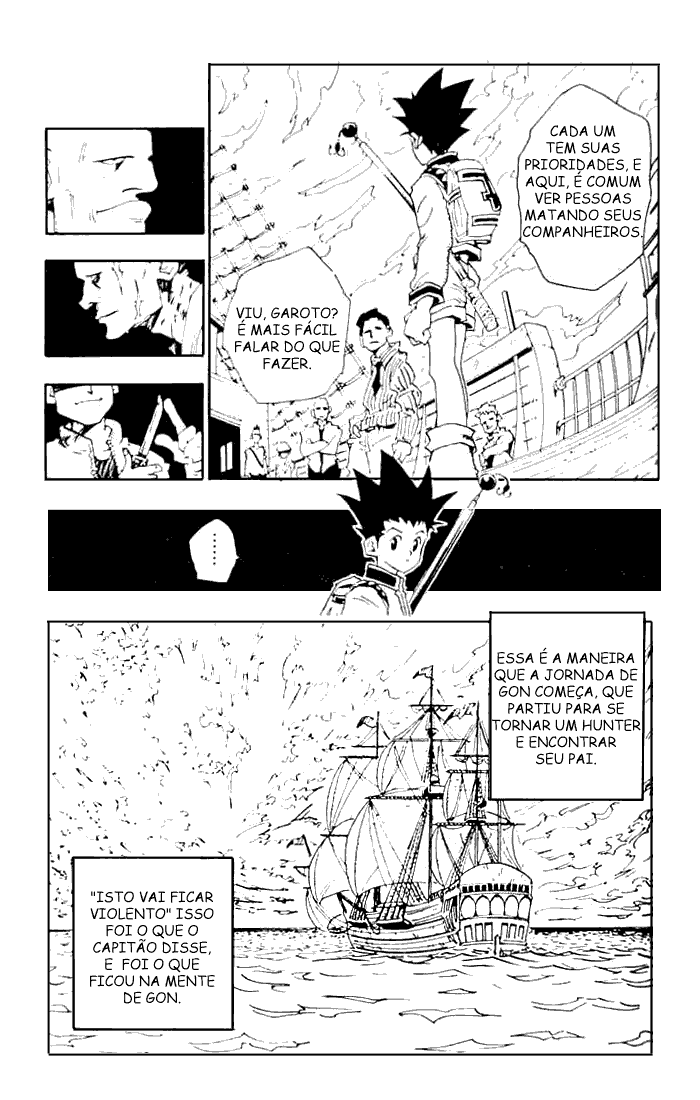 CADA UM
TEM SUAS
PRIORIDADES, E
AQUI, É COMUM
VER PESSOAS
MATANDO SEUS
COMPANHEIROS.
VIU, GAROTO?
É MAIS FÁCIL
FALAR DO QUE
FAZER.
......
ESSA É A MANEIRA
QUE A JORNADA DE
GON COMEÇA, QUE
PARTIU PARA SE
TORNAR UM HUNTER
E ENCONTRAR
SEU PAI.
"ISTO VAI FICAR
VIOLENTO" ISSO
FOI O QUE O
CAPITÃO DISSE,
E FOI O QUE
FICOU NA MENTE
DE GON.